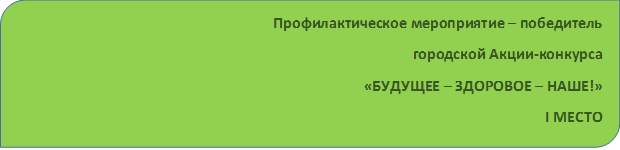 Профилактическое мероприятие – победитель
городской Акции-конкурса
«БУДУЩЕЕ – ЗДОРОВОЕ – НАШЕ!»
I МЕСТО